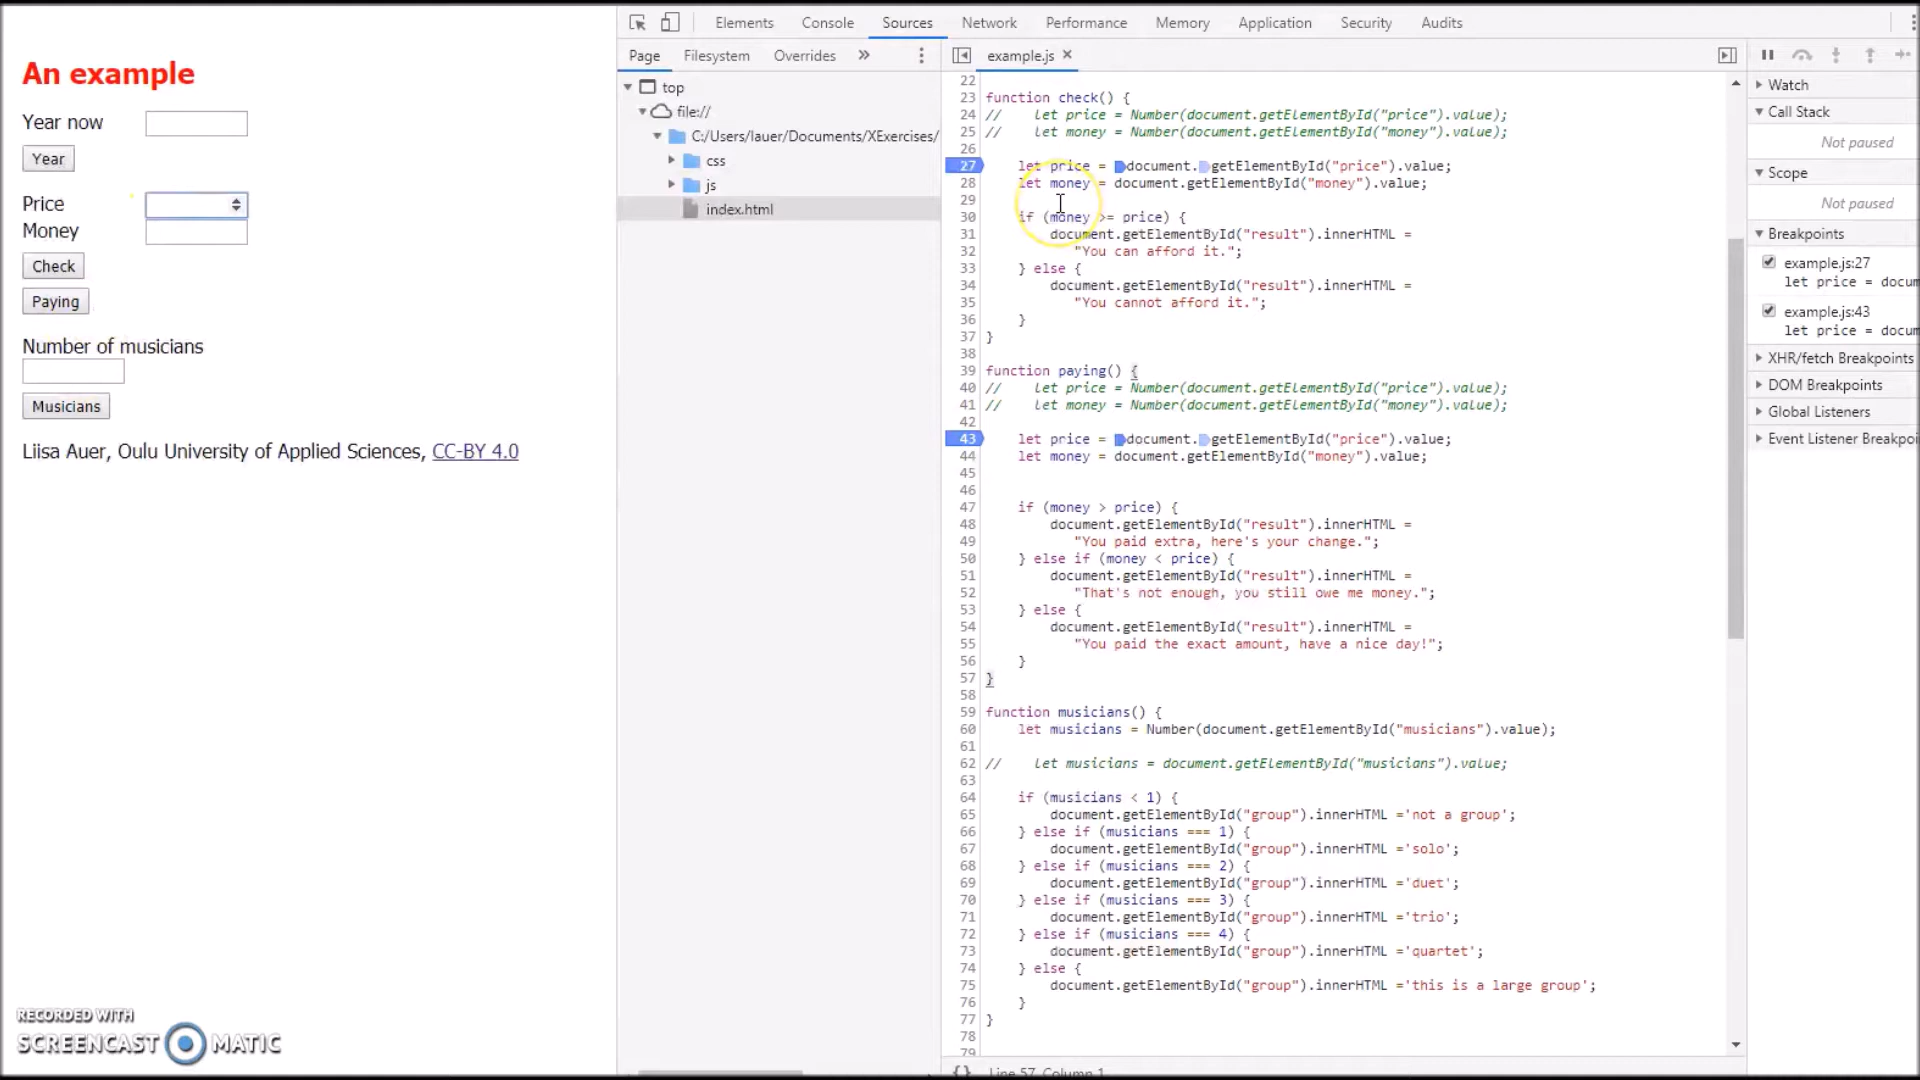 An example
Year now
Year
Price
Money
Check
Paying
Number of musicians
Musicians
Liisa Auer, Oulu University of Applied Sciences, CC-BY 4.0
RECORDED WITH
SCREENCAST MATIC
Elements Console Sources Network Performance Memory Application Security Audits
Page Filesystem Overrides »
top
file://
C:/Users/lauer/Documents/XExercises/
css
js
index.html
example.js ×
22
23 function check() {
24 // let price = Number(document.getElementById("price").value);
25 // let money = Number(document.getElementById("money").value);
26
27 let price = document.getElementById("price").value;
28 let money = document.getElementById("money").value;
29
30 if (money >= price) {
31 document.getElementById("result").innerHTML =
32 "You can afford it.";
33 } else {
34 document.getElementById("result").innerHTML =
35 "You cannot afford it.";
36 }
37 }
38
39 function paying() {
40 // let price = Number(document.getElementById("price").value);
41 // let money = Number(document.getElementById("money").value);
42
43 let price = document.getElementById("price").value;
44 let money = document.getElementById("money").value;
45
46
47 if (money > price) {
48 document.getElementById("result").innerHTML =
49 "You paid extra, here's your change.";
50 } else if (money < price) {
51 document.getElementById("result").innerHTML =
52 "That's not enough, you still owe me money.";
53 } else {
54 document.getElementById("result").innerHTML =
55 "You paid the exact amount, have a nice day!";
56 }
57 }
58
59 function musicians() {
60 let musicians = Number(document.getElementById("musicians").value);
61
62 // let musicians = document.getElementById("musicians").value;
63
64 if (musicians < 1) {
65 document.getElementById("group").innerHTML ='not a group';
66 } else if (musicians === 1) {
67 document.getElementById("group").innerHTML ='solo';
68 } else if (musicians === 2) {
69 document.getElementById("group").innerHTML ='duet';
70 } else if (musicians === 3) {
71 document.getElementById("group").innerHTML ='trio';
72 } else if (musicians === 4) {
73 document.getElementById("group").innerHTML ='quartet';
74 } else {
75 document.getElementById("group").innerHTML ='this is a large group';
76 }
77 }
78
79
{} Line 57, Column 1
Watch
Call Stack
Not paused
Scope
Not paused
Breakpoints
example.js:27
let price = docum
example.js:43
let price = docum
XHR/fetch Breakpoints
DOM Breakpoints
Global Listeners
Event Listener Breakpoi